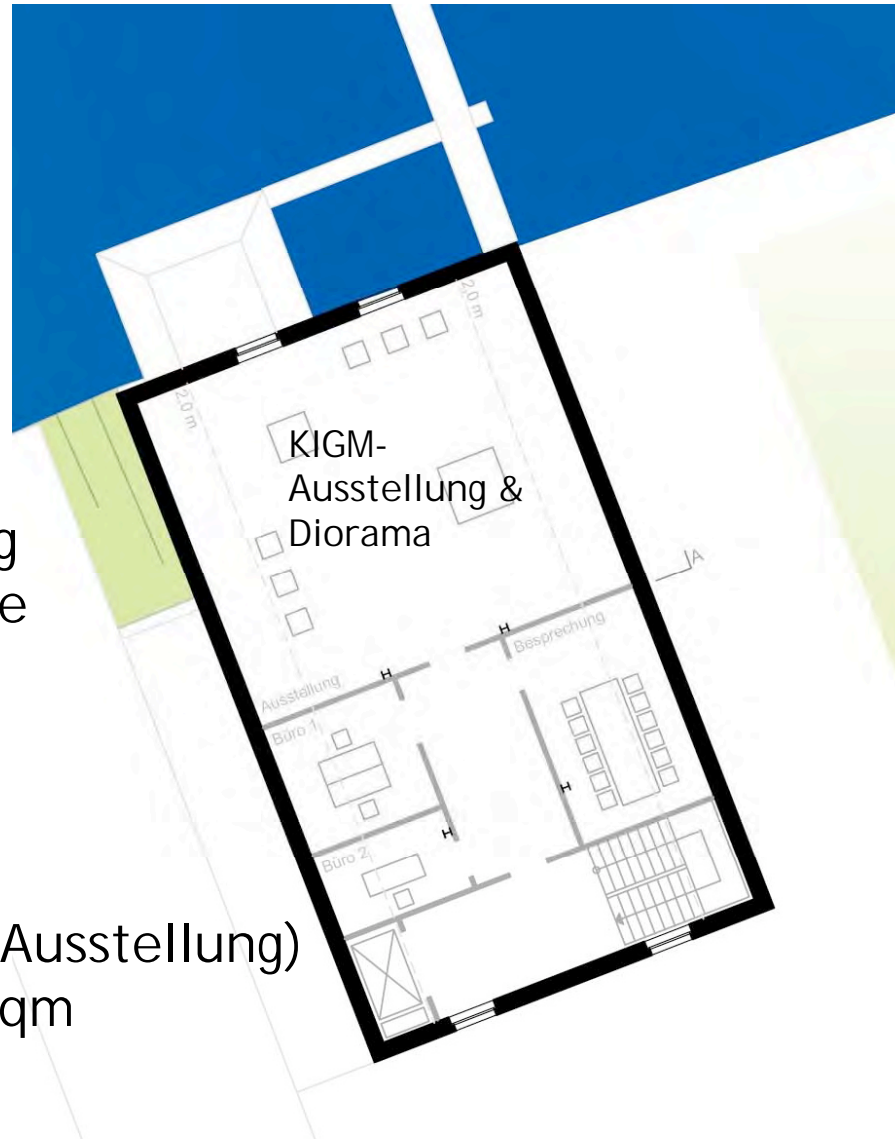 2.0 m
2.0 m
KIGM-
Ausstellung &
Diorama
g
e
A
Besprechung
Ausstellung
Büro 1
Büro 2
Ausstellung)
qm